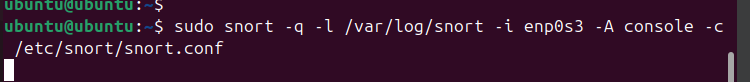 ubuntu@ubuntu:~$
ubuntu@ubuntu:~$ sudo snort -q -l /var/log/snort -i enp0s3 -A console -c
/etc/snort/snort.conf